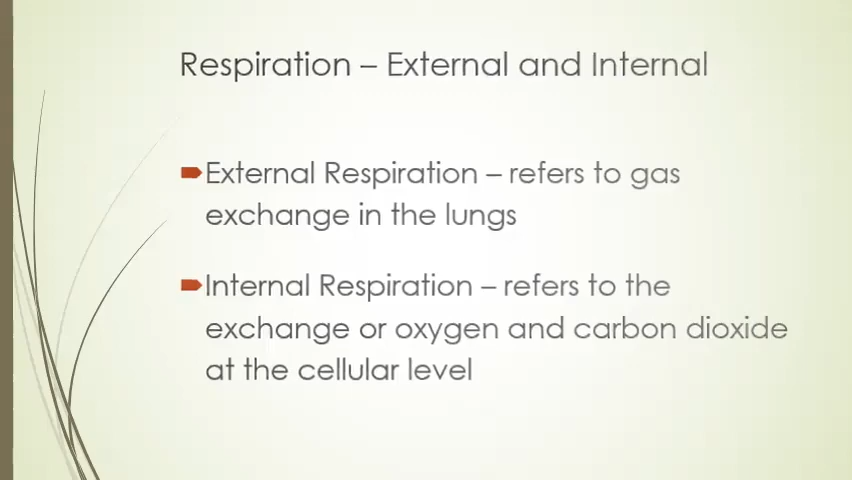 Respiration – External and Internal
External Respiration – refers to gas
exchange in the lungs
Internal Respiration – refers to the
exchange or oxygen and carbon dioxide
at the cellular level